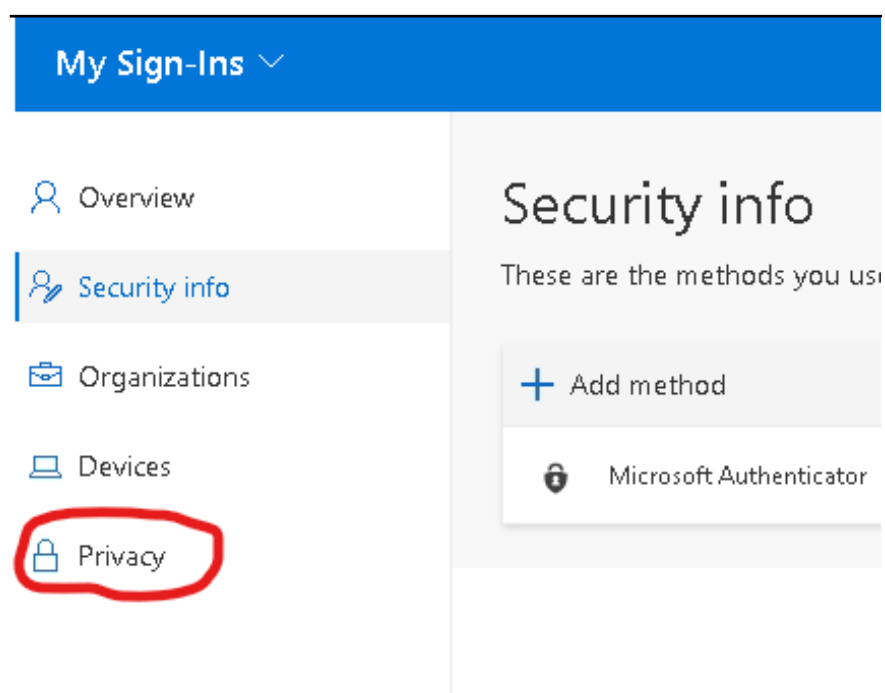 My Sign-Ins
Overview
Security info
Organizations
Devices
Privacy
Security info
These are the methods you
Add method
Microsoft Authenticator